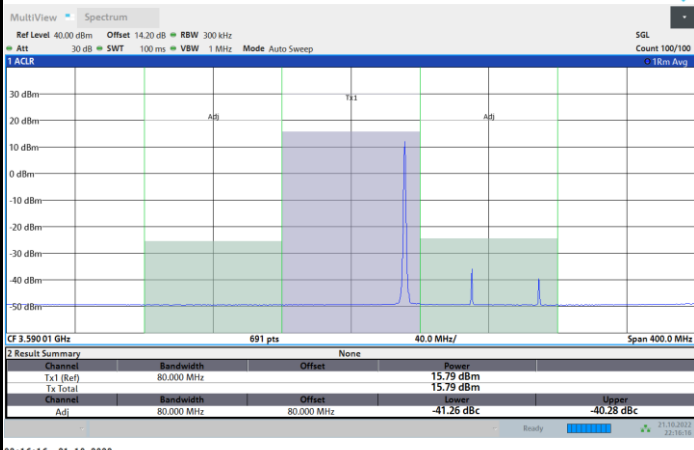 MultiView Spectrum
Ref Level 40.00 dBm Offset 14.20 dB RBW 300 kHz SGL
Att 30 dB SWT 100 ms VBW 1 MHz Mode Auto Sweep Count 100/100
1 ACLR 1Rm Avg
30 dBm
Tx1
20 dBm
Adj Adj
10 dBm
0 dBm
-10 dBm
-20 dBm
-30 dBm
-40 dBm
-50 dBm
CF 3.590 01 GHz 691 pts 40.0 MHz/ Span 400.0 MHz
2 Result Summary None
Channel Bandwidth Offset Power
Tx1 (Ref) 80.000 MHz 15.79 dBm
Tx Total 15.79 dBm
Channel Bandwidth Offset Lower Upper
Adj 80.000 MHz 80.000 MHz -41.26 dBc -40.28 dBc
Ready 21.10.2022
22:16:16